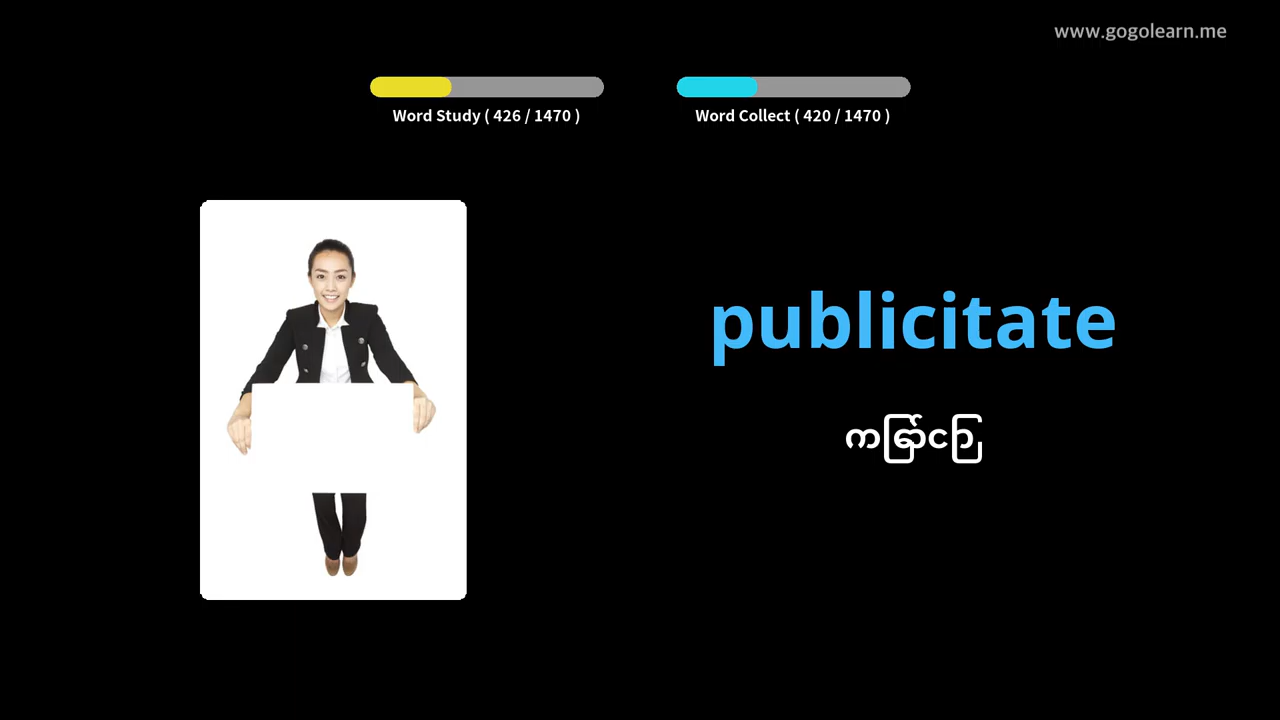 www.gogolearn.me
Word Study ( 426 / 1470 )
Word Collect ( 420 / 1470 )
publicitate
ကြော်ငြာ